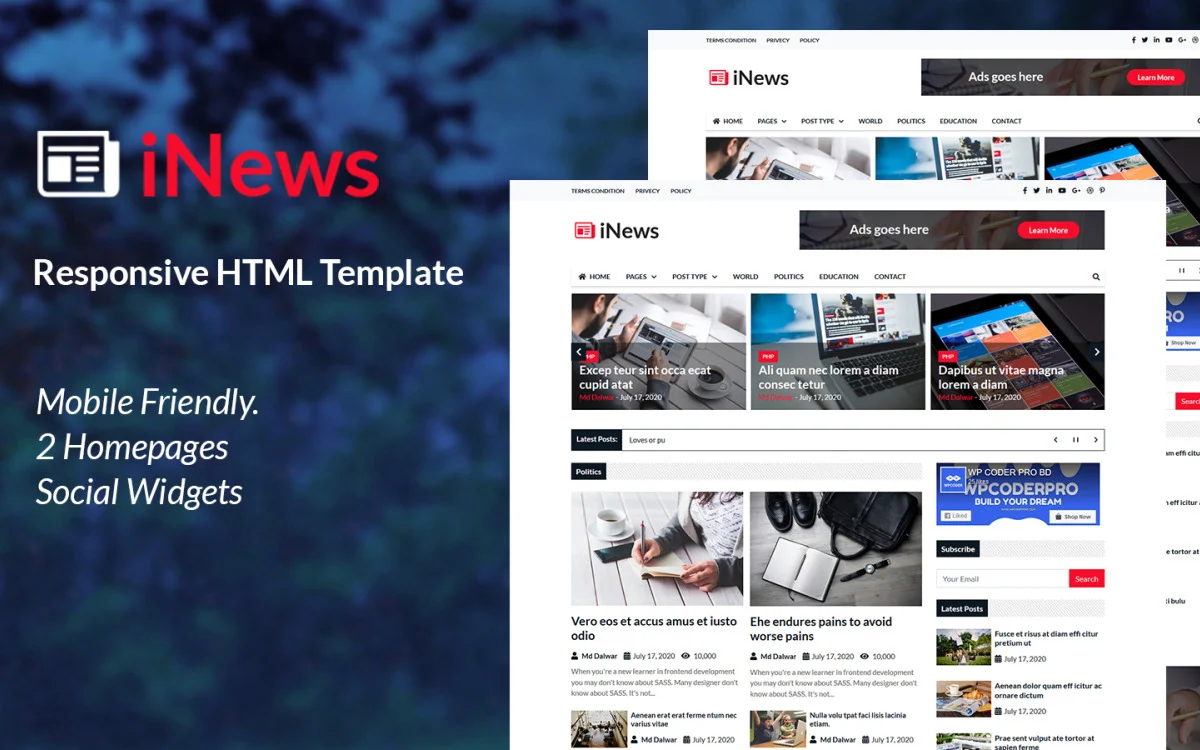 iNews
Responsive HTML Template
Mobile Friendly.
2 Homepages
Social Widgets
TERMS CONDITION PRIVECY POLICY
iNews
Ads goes here
Learn More
HOME PAGES POST TYPE WORLD POLITICS EDUCATION CONTACT
Shop Now
Search
TERMS CONDITION PRIVECY POLICY
iNews
Ads goes here
Learn More
HOME PAGES POST TYPE WORLD POLITICS EDUCATION CONTACT
Excep teur sint occa ecat
cupid atat
Md Dalwar - July 17, 2020
PHP
Ali quam nec lorem a diam
consec tetur
Md Dalwar - July 17, 2020
PHP
Dapibus ut vitae magna
lorem a diam
Md Dalwar - July 17, 2020
Latest Posts: Loves or pu
Politics
Vero eos et accus amus et iusto
odio
Md Dalwar July 17, 2020 10,000
When you're a new learner in frontend development
you may don't know about SASS. Many designer don't
know about SASS. It's not...
Aenean erat erat ferme ntum nec
varius vitae
Md Dalwar July 17, 2020
Ehe endures pains to avoid
worse pains
Md Dalwar July 17, 2020 10,000
When you're a new learner in frontend development
you may don't know about SASS. Many designer don't
know about SASS. It's not...
Nulla volu tpat faci lisis lacinia
etiam.
Md Dalwar July 17, 2020
WP CODER PRO BD
WPCODERPRO
BUILD YOUR DREAM
Liked
Shop Now
Subscribe
Your Email
Search
Latest Posts
Fusce et risus at diam effi citur
pretium ut
July 17, 2020
Aenean dolor quam eff icitur ac
ornare dictum
July 17, 2020
Prae sent vulput ate tortor at
sapien ferme